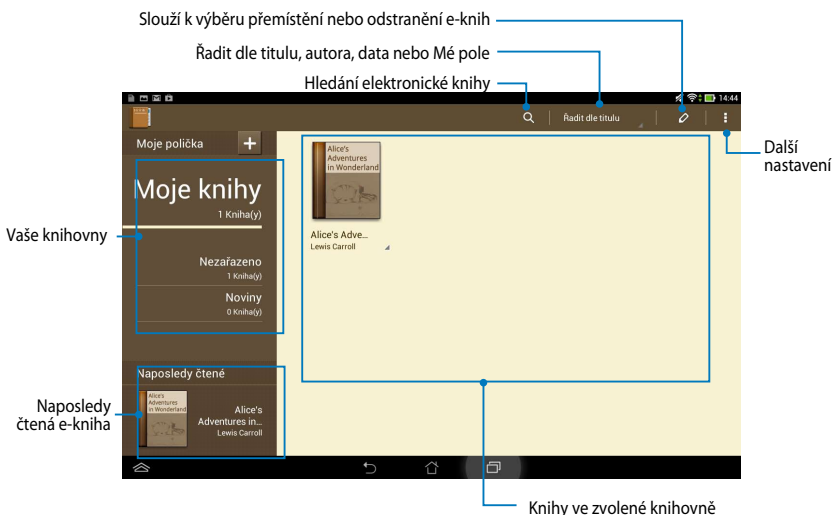 Slouží k výběru přemístění nebo odstranění e-knih
Řadit dle titulu, autora, data nebo Mé pole
Hledání elektronické knihy
14:44
Řadit dle titulu
Další
nastavení
Moje polička
Moje knihy
1 Kniha(y)
Vaše knihovny
Nezařazeno
1 Kniha(y)
Noviny
0 Kniha(y)
Alice's
Adventures
in Wonderland
Alice's Adve...
Lewis Carroll
Naposledy čtené
Naposledy
čtená e-kniha
Alice's
Adventures
in Wonderland
Alice's
Adventures in...
Lewis Carroll
Knihy ve zvolené knihovně